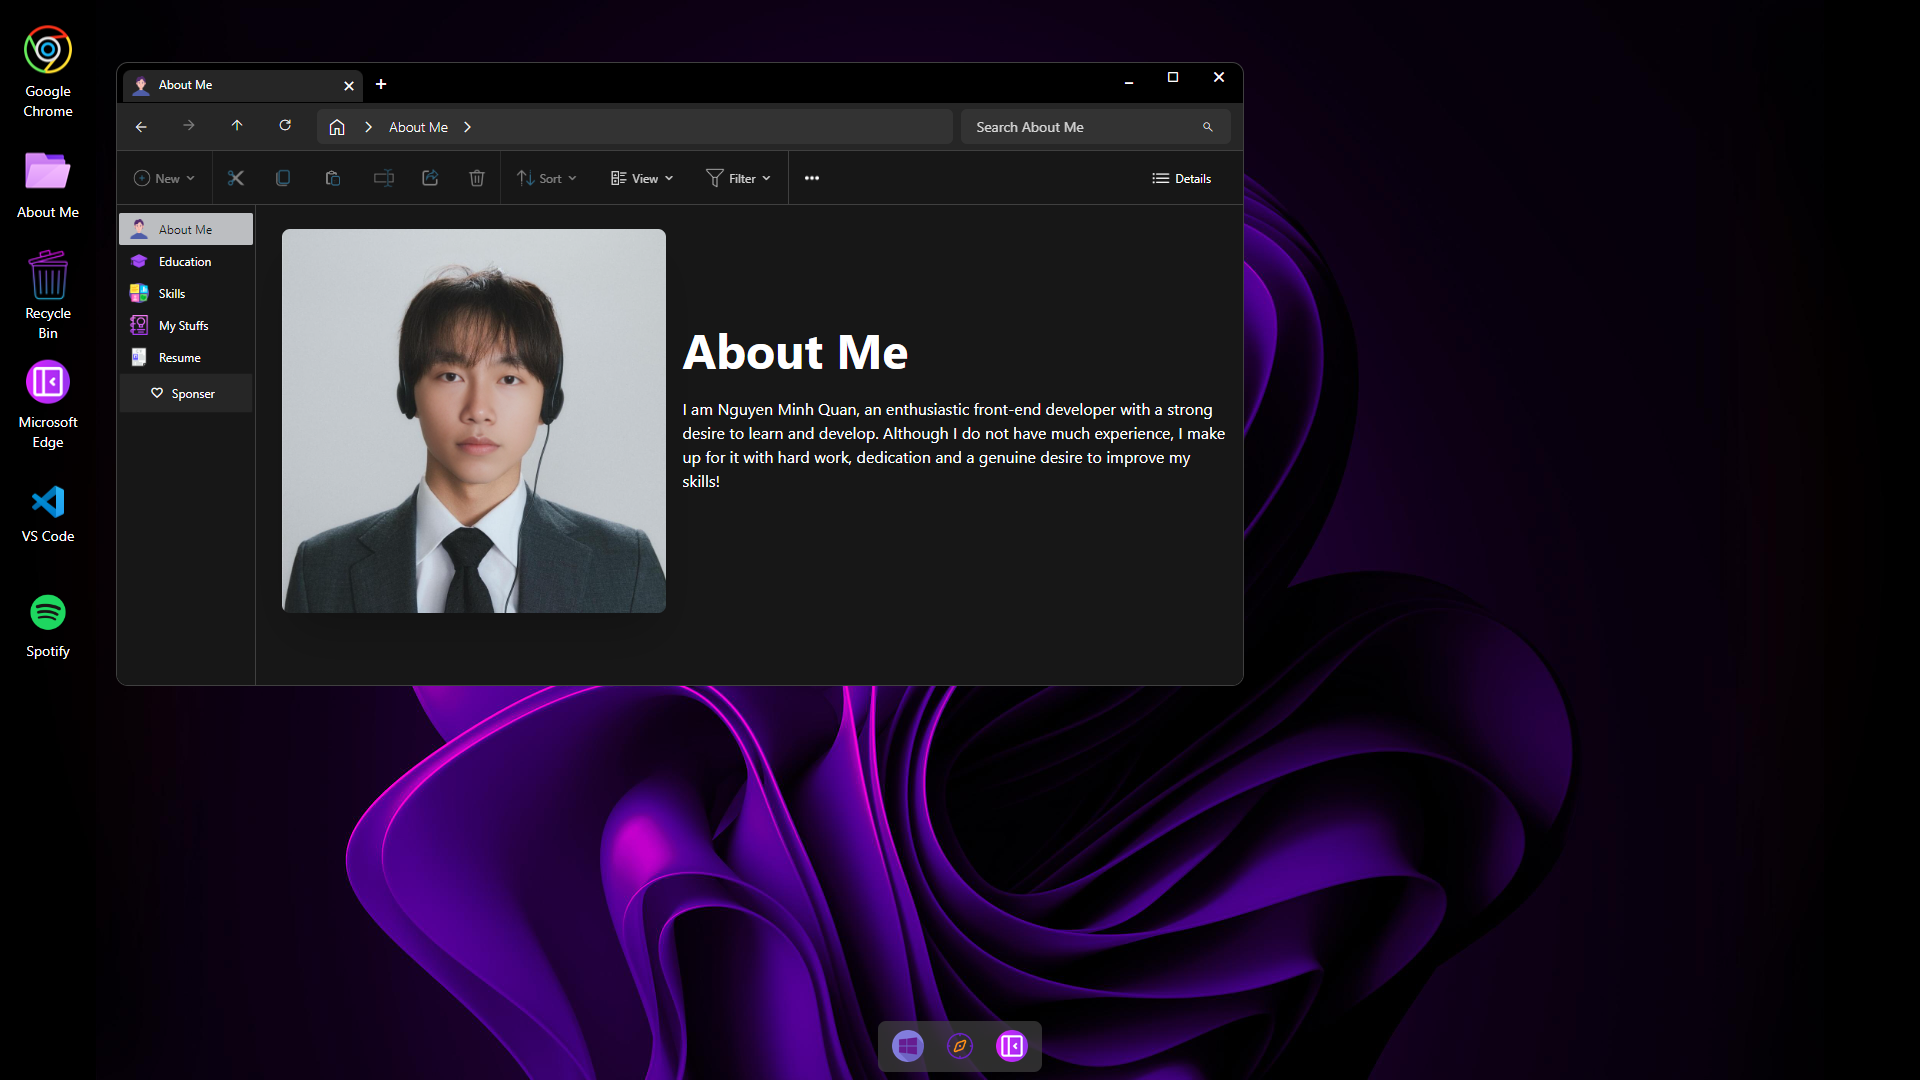 Google
Chrome
About Me
Recycle
Bin
Microsoft
Edge
VS Code
Spotify
About Me
About Me
Search About Me
New
Sort
View
Filter
Details
About Me
Education
Skills
My Stuffs
Resume
Sponser
About Me
I am Nguyen Minh Quan, an enthusiastic front-end developer with a strong
desire to learn and develop. Although I do not have much experience, I make
up for it with hard work, dedication and a genuine desire to improve my
skills!